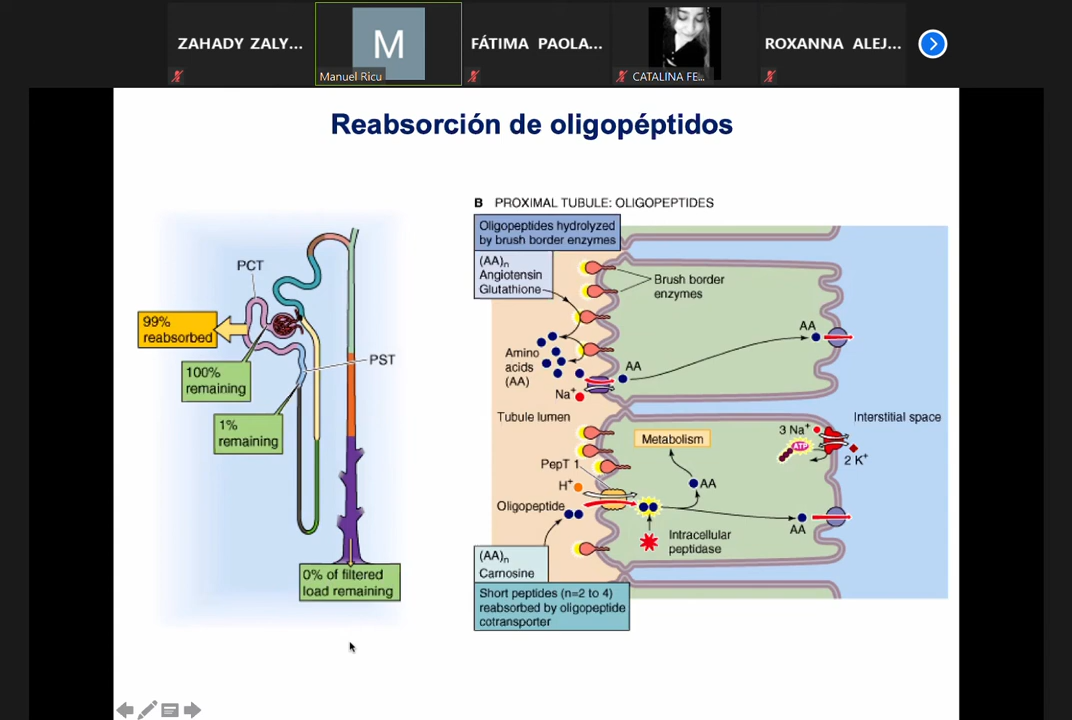 ZAHADY ZALY...
M
Manuel Ricu
FÁTIMA PAOLA...
CATALINA FE...
ROXANNA ALEJ...
Reabsorción de oligopéptidos
PCT
99%
reabsorbed
100%
remaining
PST
1%
remaining
0% of filtered
load remaining
B PROXIMAL TUBULE: OLIGOPEPTIDES
Oligopeptides hydrolyzed
by brush border enzymes
(AA)n
Angiotensin
Glutathione
Brush border
enzymes
Amino
acids
(AA)
AA
AA
Na+
Tubule lumen
Interstitial space
Metabolism
3 Na+
ATP
2 K+
PepT 1
H+
AA
Oligopeptide
AA
Intracellular
peptidase
(AA)n
Carnosine
Short peptides (n=2 to 4)
reabsorbed by oligopeptide
cotransporter